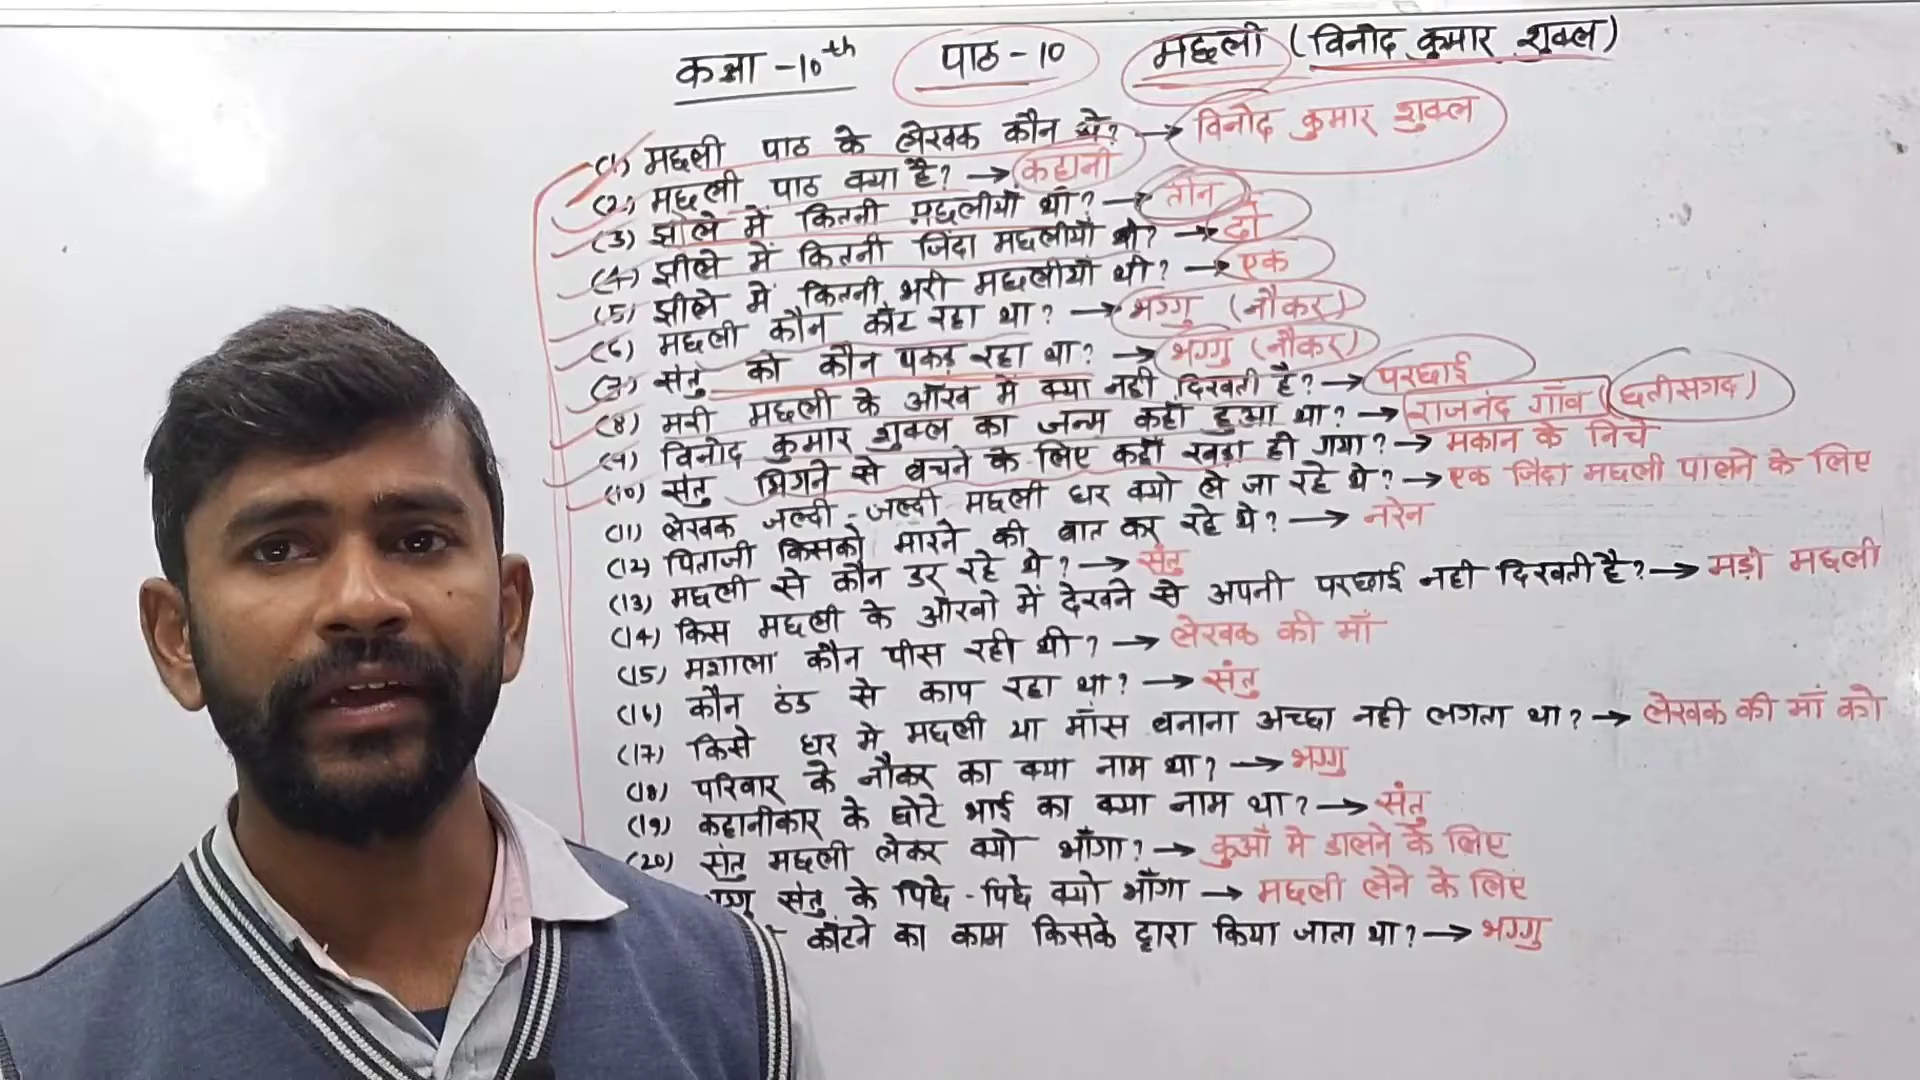 कक्षा -10th पाठ - 10 मछली (विनोद कुमार शुक्ल)
(1) मछली पाठ के लेखक कौन थे? → विनोद कुमार शुक्ल
(2) मछली पाठ क्या है? → कहानी
(3) झोले में कितनी मछलीयाँ थी? → तीन
(4) झोले में कितनी जिंदा मछलीयाँ थी? → दो
(5) झोले में कितनी मरी मछलीयाँ थी? → एक
(6) मछली कौन काँट रहा था? → भग्गु (नौकर)
(7) संतु को कौन पकड़ रहा था? → भग्गु (नौकर)
(8) मरी मछली के आँख में क्या नही दिखती है? → परछाई
(9) विनोद कुमार शुक्ल का जन्म कहाँ हुआ था? → राजनंद गाँव (छतीसगढ़)
(10) संतु भिगने से बचने के लिए कहाँ खड़ा हो गया? → मकान के निचे
(11) लेखक जल्दी - जल्दी मछली घर क्यो ले जा रहे थे? → एक जिंदा मछली पालने के लिए
(12) पिताजी किसको मारने की बात कर रहे थे? → नरेन
(13) मछली से कौन डर रहे थे? → संतु
(14) किस मछली के आँखो में देखने से अपनी परछाई नही दिखती है? → मड़ी मछली
(15) मशाला कौन पीस रही थी? → लेखक की माँ
(16) कौन ठंड से काप रहा था? → संतु
(17) किसे घर मे मछली या माँस बनाना अच्छा नही लगता था? → लेखक की माँ को
(18) परिवार के नौकर का क्या नाम था? → भग्गु
(19) कहानीकार के छोटे भाई का क्या नाम था? → संतु
(20) संतु मछली लेकर क्यो भाँगा? → कुआँ मे डालने के लिए
संतु के पिछे - पिछे क्यो भाँगा → मछली लेने के लिए
काँटने का काम किसके द्वारा किया जाता था? → भग्गु